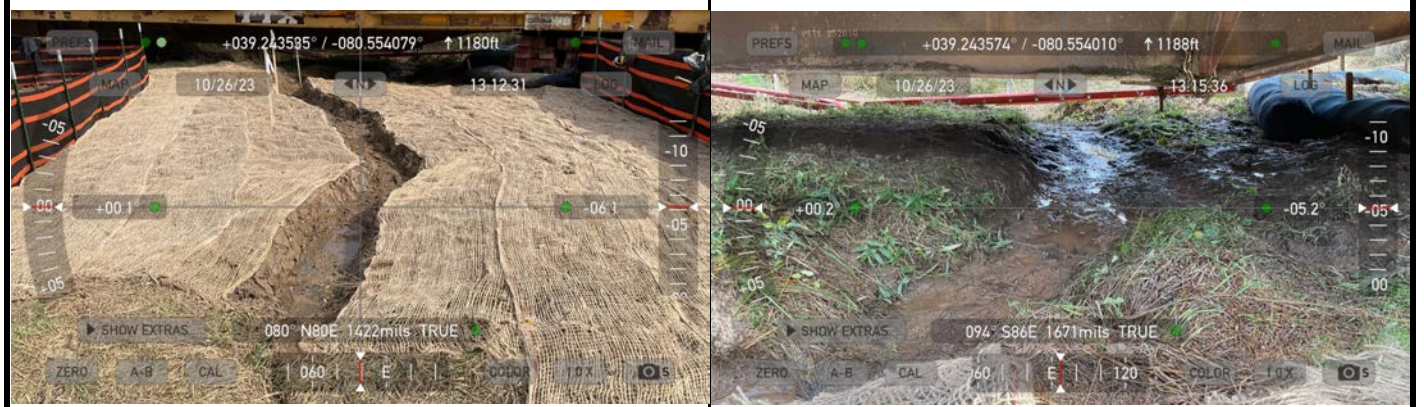 PREFS
+039.243535° / -080.554079° ↑ 1180ft
MAIL
MAP
10/26/23
◀N▶
13:12:31
LOG
-05
-10
00
+00.1
-06.1°
-05
-05
▶ SHOW EXTRAS
080° N80E 1422mils TRUE
ZERO
A-B
CAL
060
E
COLOR
1.0X
S
PREFS
+039.243574° / -080.554010° ↑ 1188ft
MAIL
MAP
10/26/23
◀N▶
13:15:36
LOG
-05
-10
00
+00.2
-05.2°
-05
-05
00
▶ SHOW EXTRAS
094° S86E 1671mils TRUE
ZERO
A-B
CAL
060
E
120
COLOR
1.0X
S